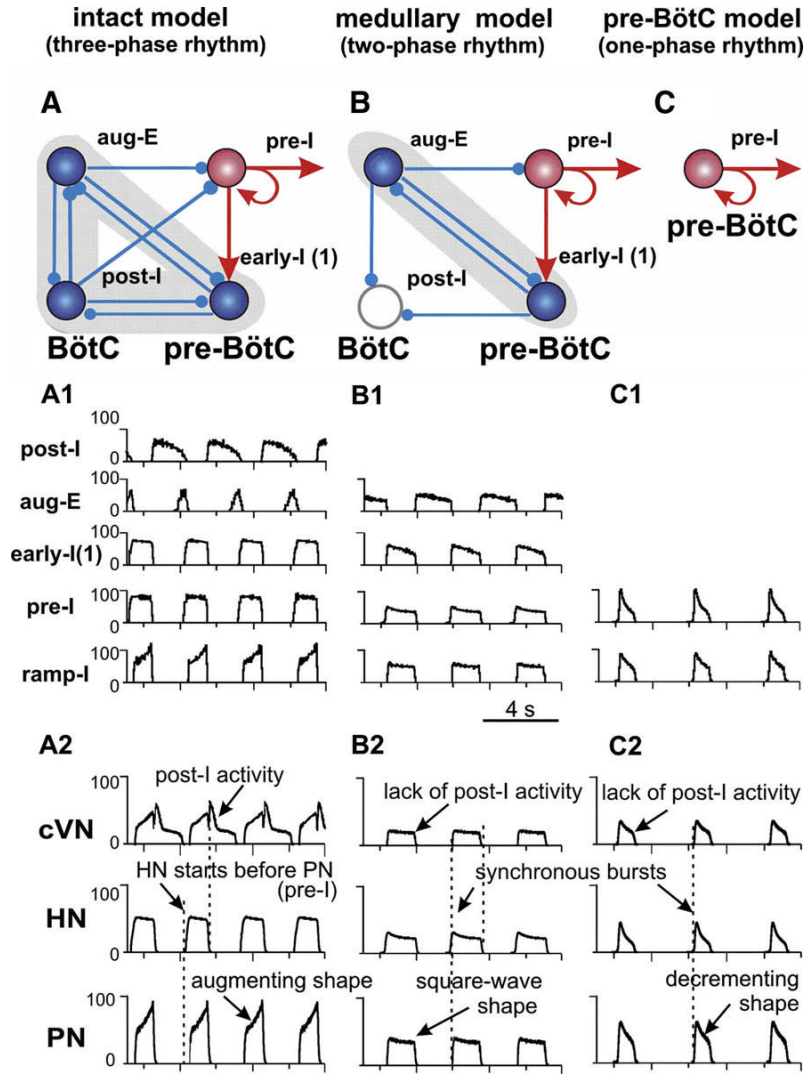 intact model
(three-phase rhythm)
medullary model
(two-phase rhythm)
pre-BötC model
(one-phase rhythm)
A
aug-E
pre-I
early-I (1)
post-I
BötC
pre-BötC
B
aug-E
pre-I
early-I (1)
post-I
BötC
pre-BötC
C
pre-I
pre-BötC
A1
B1
C1
post-I
100
0
aug-E
100
0
early-I(1)
100
0
pre-I
100
0
ramp-I
100
0
4 s
A2
B2
C2
cVN
100
0
post-I activity
lack of post-I activity
lack of post-I activity
HN
100
0
HN starts before PN
(pre-I)
synchronous bursts
PN
100
0
augmenting shape
square-wave
shape
decrementing
shape